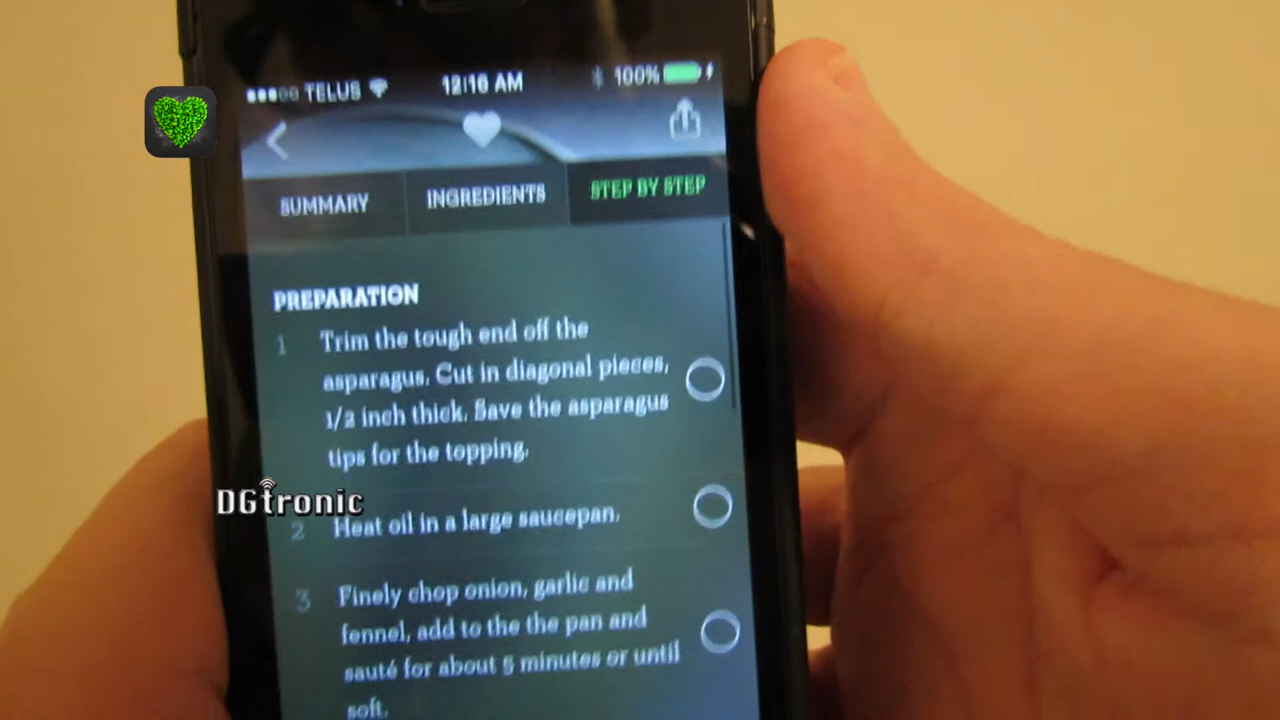 TELUS 12:16 AM 100%
SUMMARY INGREDIENTS STEP BY STEP
PREPARATION
1 Trim the tough end off the
asparagus. Cut in diagonal pieces,
1/2 inch thick. Save the asparagus
tips for the topping.
DGtronic
2 Heat oil in a large saucepan.
3 Finely chop onion, garlic and
fennel, add to the the pan and
sauté for about 5 minutes or until
soft.